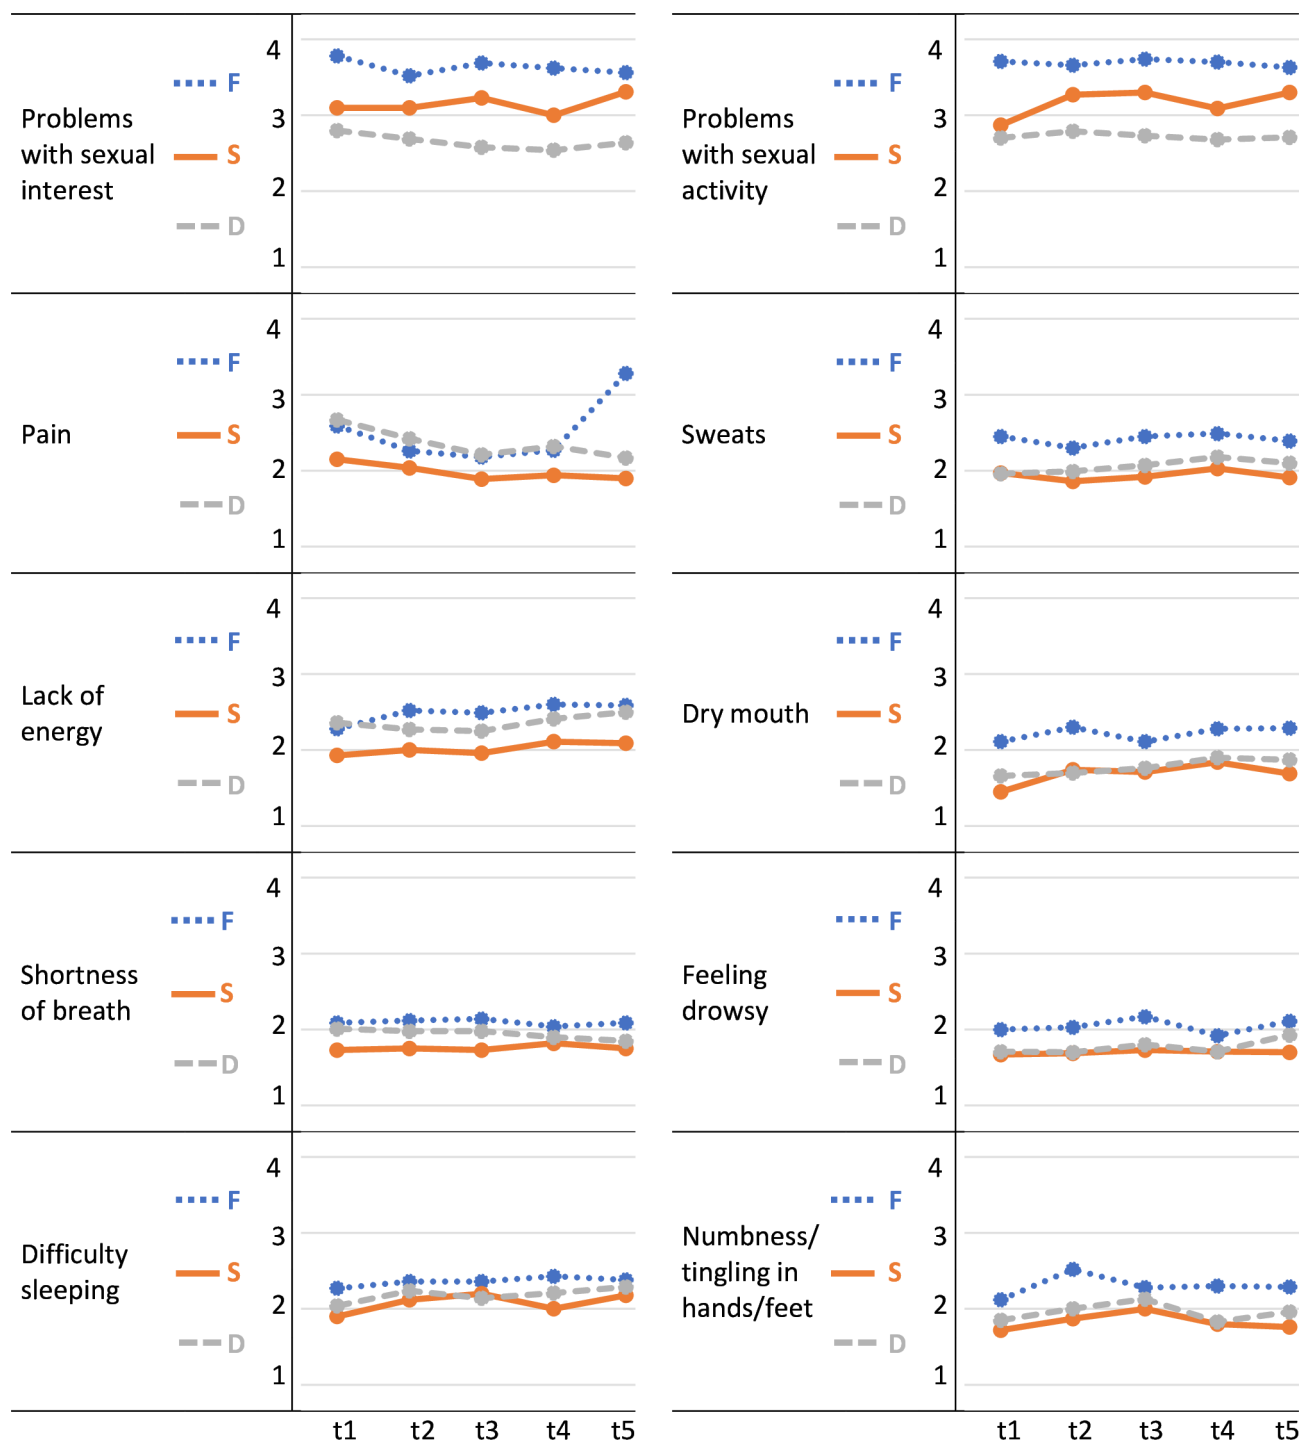 4
F
Problems
with sexual
interest
3
S
2
D
1
4
F
Problems
with sexual
activity
3
S
2
D
1
4
F
3
Pain
S
2
D
1
4
F
3
Sweats
S
2
D
1
4
F
3
Lack of
energy
S
2
D
1
4
F
3
Dry mouth
S
2
D
1
4
F
3
Shortness
of breath
S
2
D
1
4
F
3
Feeling
drowsy
S
2
D
1
4
F
3
Difficulty
sleeping
S
2
D
1
4
F
3
Numbness/
tingling in
hands/feet
S
2
D
1
t1 t2 t3 t4 t5
t1 t2 t3 t4 t5